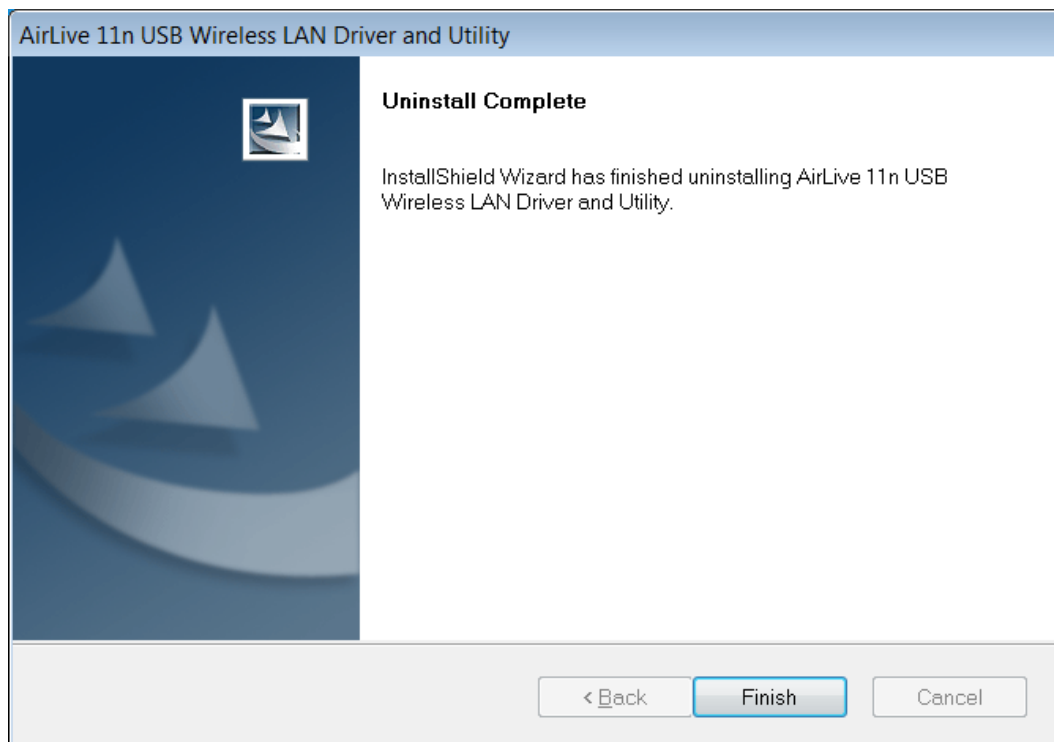 AirLive 11n USB Wireless LAN Driver and Utility
Uninstall Complete
InstallShield Wizard has finished uninstalling AirLive 11n USB
Wireless LAN Driver and Utility.
< Back
Finish
Cancel